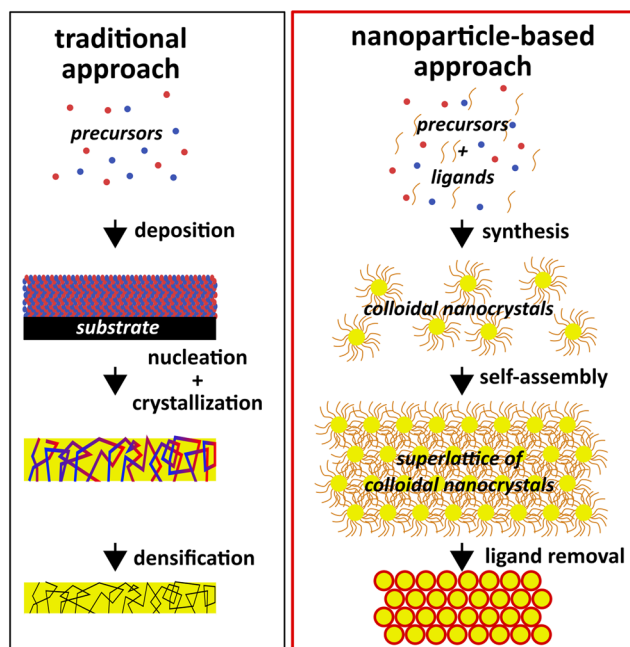 traditional
approach
precursors
deposition
substrate
nucleation
+
crystallization
densification
nanoparticle-based
approach
precursors
+
ligands
synthesis
colloidal nanocrystals
self-assembly
superlattice of
colloidal nanocrystals
ligand removal